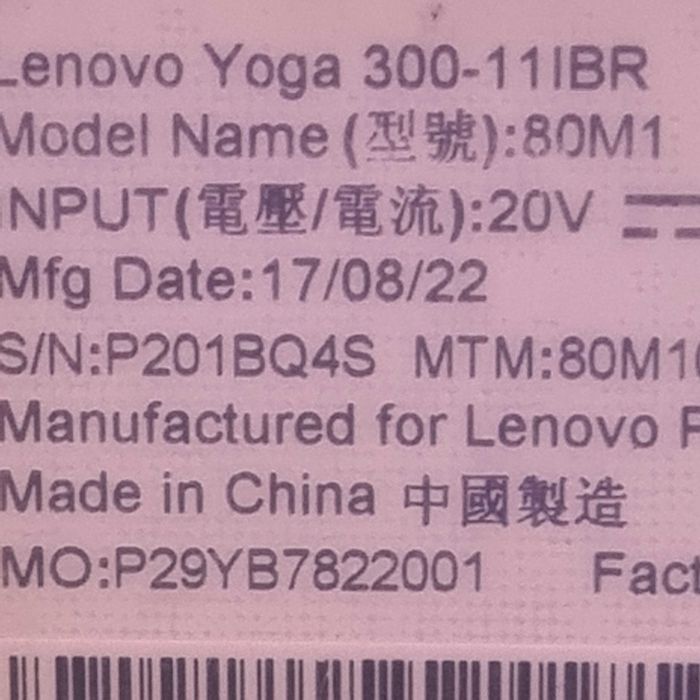 Lenovo Yoga 300-11IBR
Model Name(型號):80M1
INPUT(電壓/電流):20V ⎓
Mfg Date:17/08/22
S/N:P201BQ4S MTM:80M1
Manufactured for Lenovo
Made in China 中國製造
MO:P29YB7822001 Fact